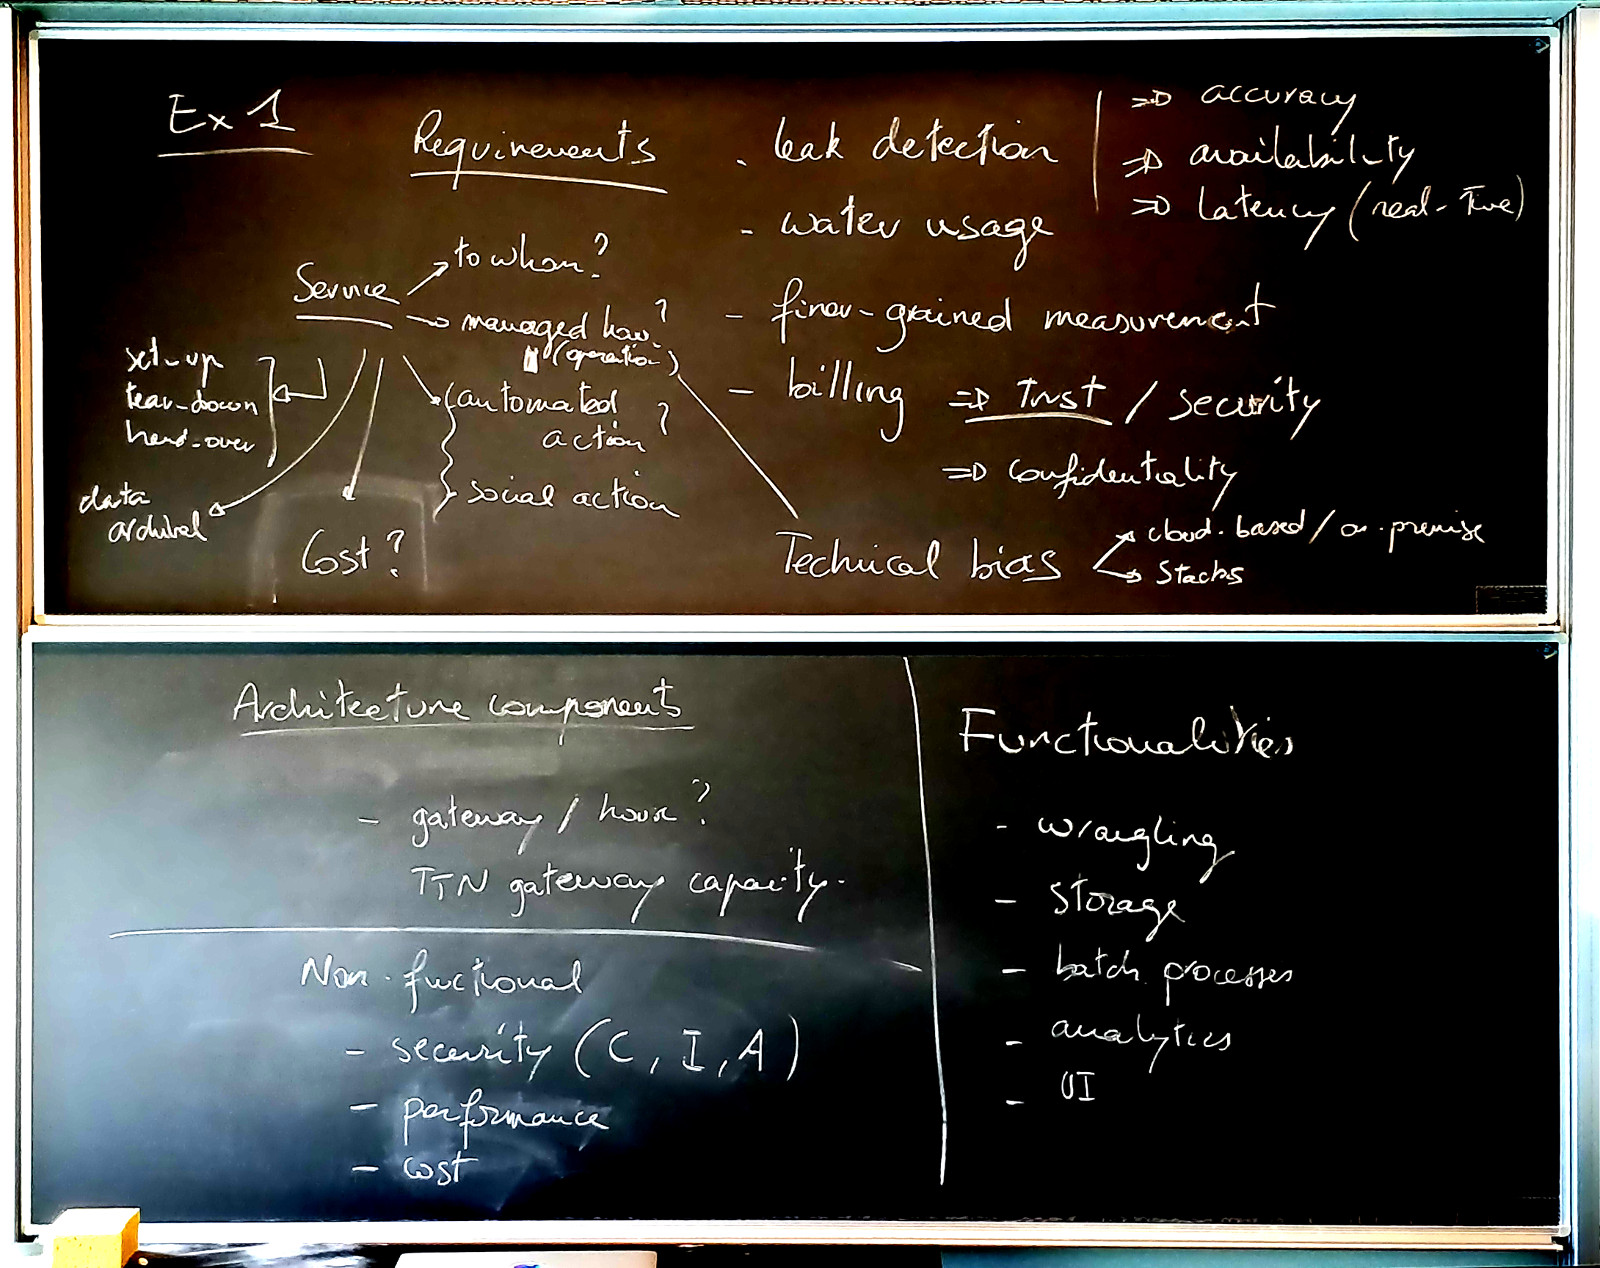 Ex 1
Requirements
. leak detection
=> accuracy
=> availability
=> latency (real-time)
- water usage
- finer-grained measurement
- billing => trust / security
=> confidentiality
Service
to whom?
managed how?
(operation)
automated
action?
social action
set-up
tear-down
hand-over
data
archival
Cost?
Technical bias
cloud-based / on-premise
stacks
Architecture components
- gateway / hour?
TTN gateway capacity.
Non-fuctional
- security (C, I, A)
- performance
- cost
Functionalities
- wrangling
- storage
- batch processes
- analytics
- UI